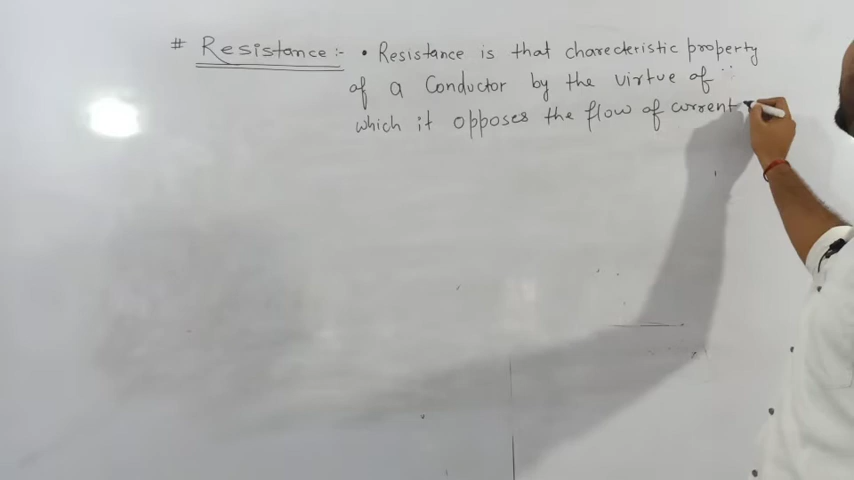 # Resistance :- • Resistance is that charecteristic property
of a Conductor by the virtue of
which it opposes the flow of current